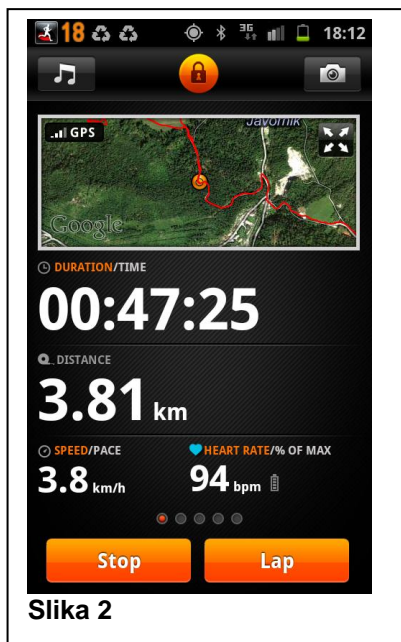 18 3G 18:12
GPS
Javornik
Google
DURATION/TIME
00:47:25
DISTANCE
3.81 km
SPEED/PACE HEART RATE/% OF MAX
3.8 km/h 94 bpm
Stop Lap
Slika 2